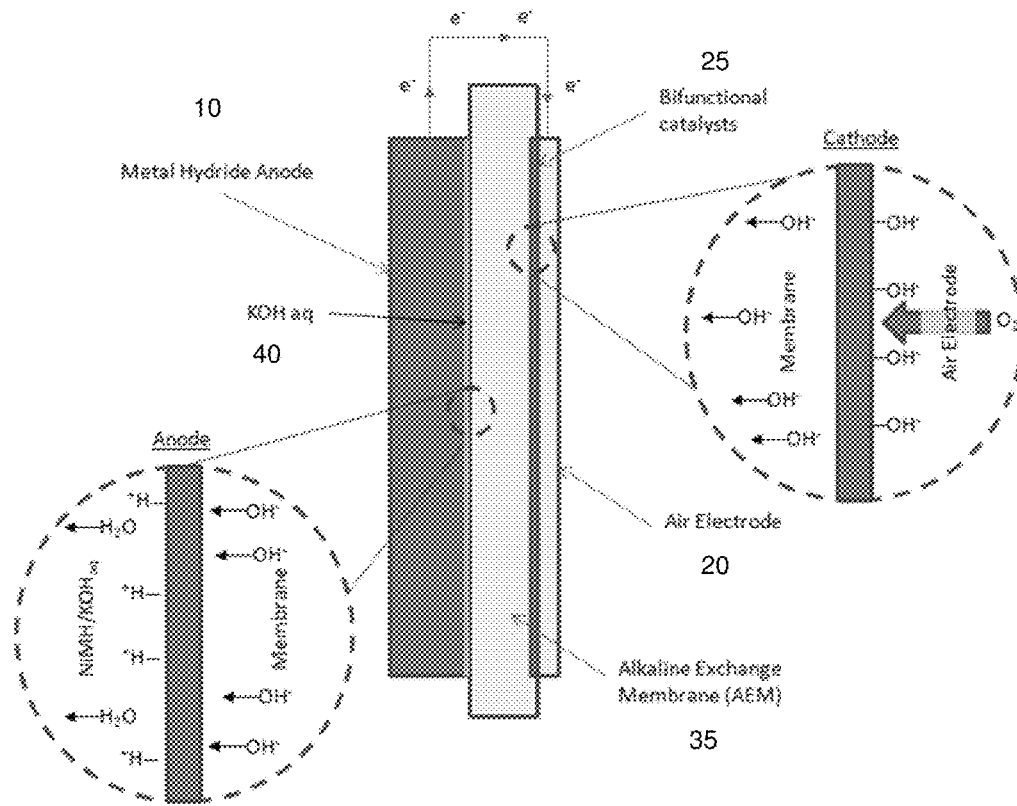 e⁻
e⁻
e⁻
e⁻
10
25
Bifunctional
catalysts
Metal Hydride Anode
Cathode
OH⁻
OH⁻
OH⁻
OH⁻
OH⁻
OH⁻
OH⁻
OH⁻
Membrane
Air Electrode
O₂
KOH aq
40
Anode
⁺H
H₂O
⁺H
⁺H
H₂O
⁺H
NiMH/KOHaq
Membrane
OH⁻
OH⁻
OH⁻
OH⁻
Air Electrode
20
Alkaline Exchange
Membrane (AEM)
35